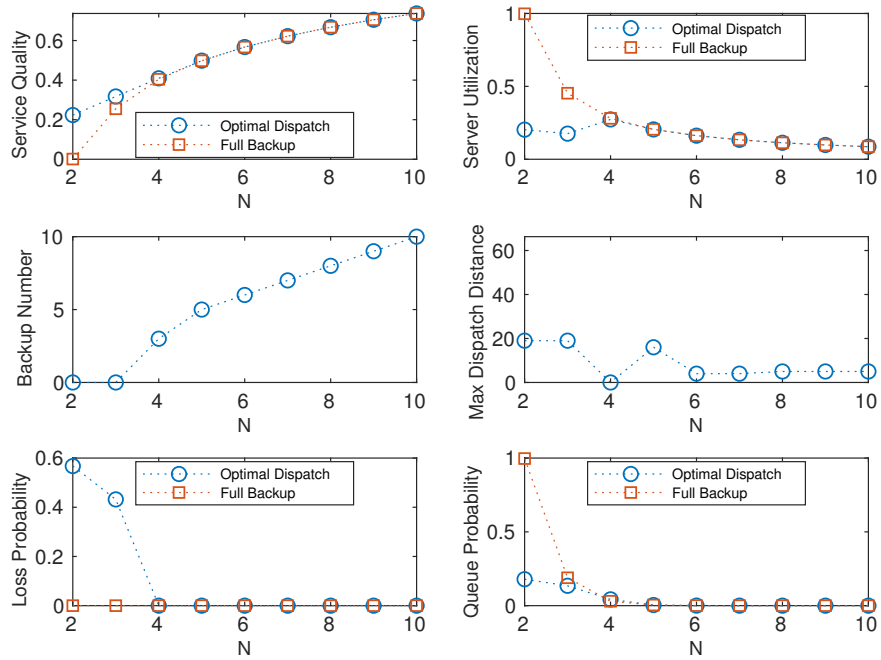 Service Quality
0.6
0.4
0.2
0
2 4 6 8 10
N
Optimal Dispatch
Full Backup
Server Utilization
1
0.5
0
2 4 6 8 10
N
Optimal Dispatch
Full Backup
Backup Number
10
5
0
2 4 6 8 10
N
Max Dispatch Distance
60
40
20
0
2 4 6 8 10
N
Loss Probability
0.6
0.4
0.2
0
2 4 6 8 10
N
Optimal Dispatch
Full Backup
Queue Probability
1
0.5
0
2 4 6 8 10
N
Optimal Dispatch
Full Backup